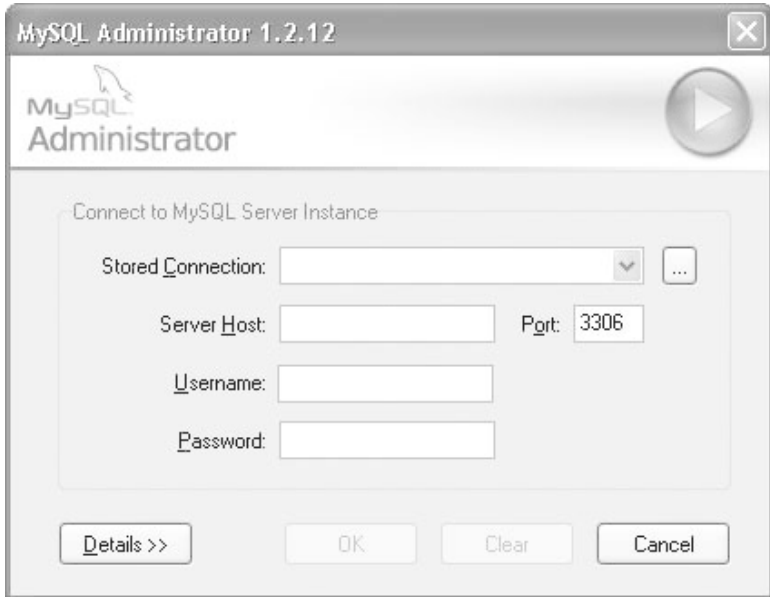 MySQL Administrator 1.2.12
MySQL
Administrator
Connect to MySQL Server Instance
Stored Connection:
...
Server Host:
Port: 3306
Username:
Password:
Details >>
OK
Clear
Cancel